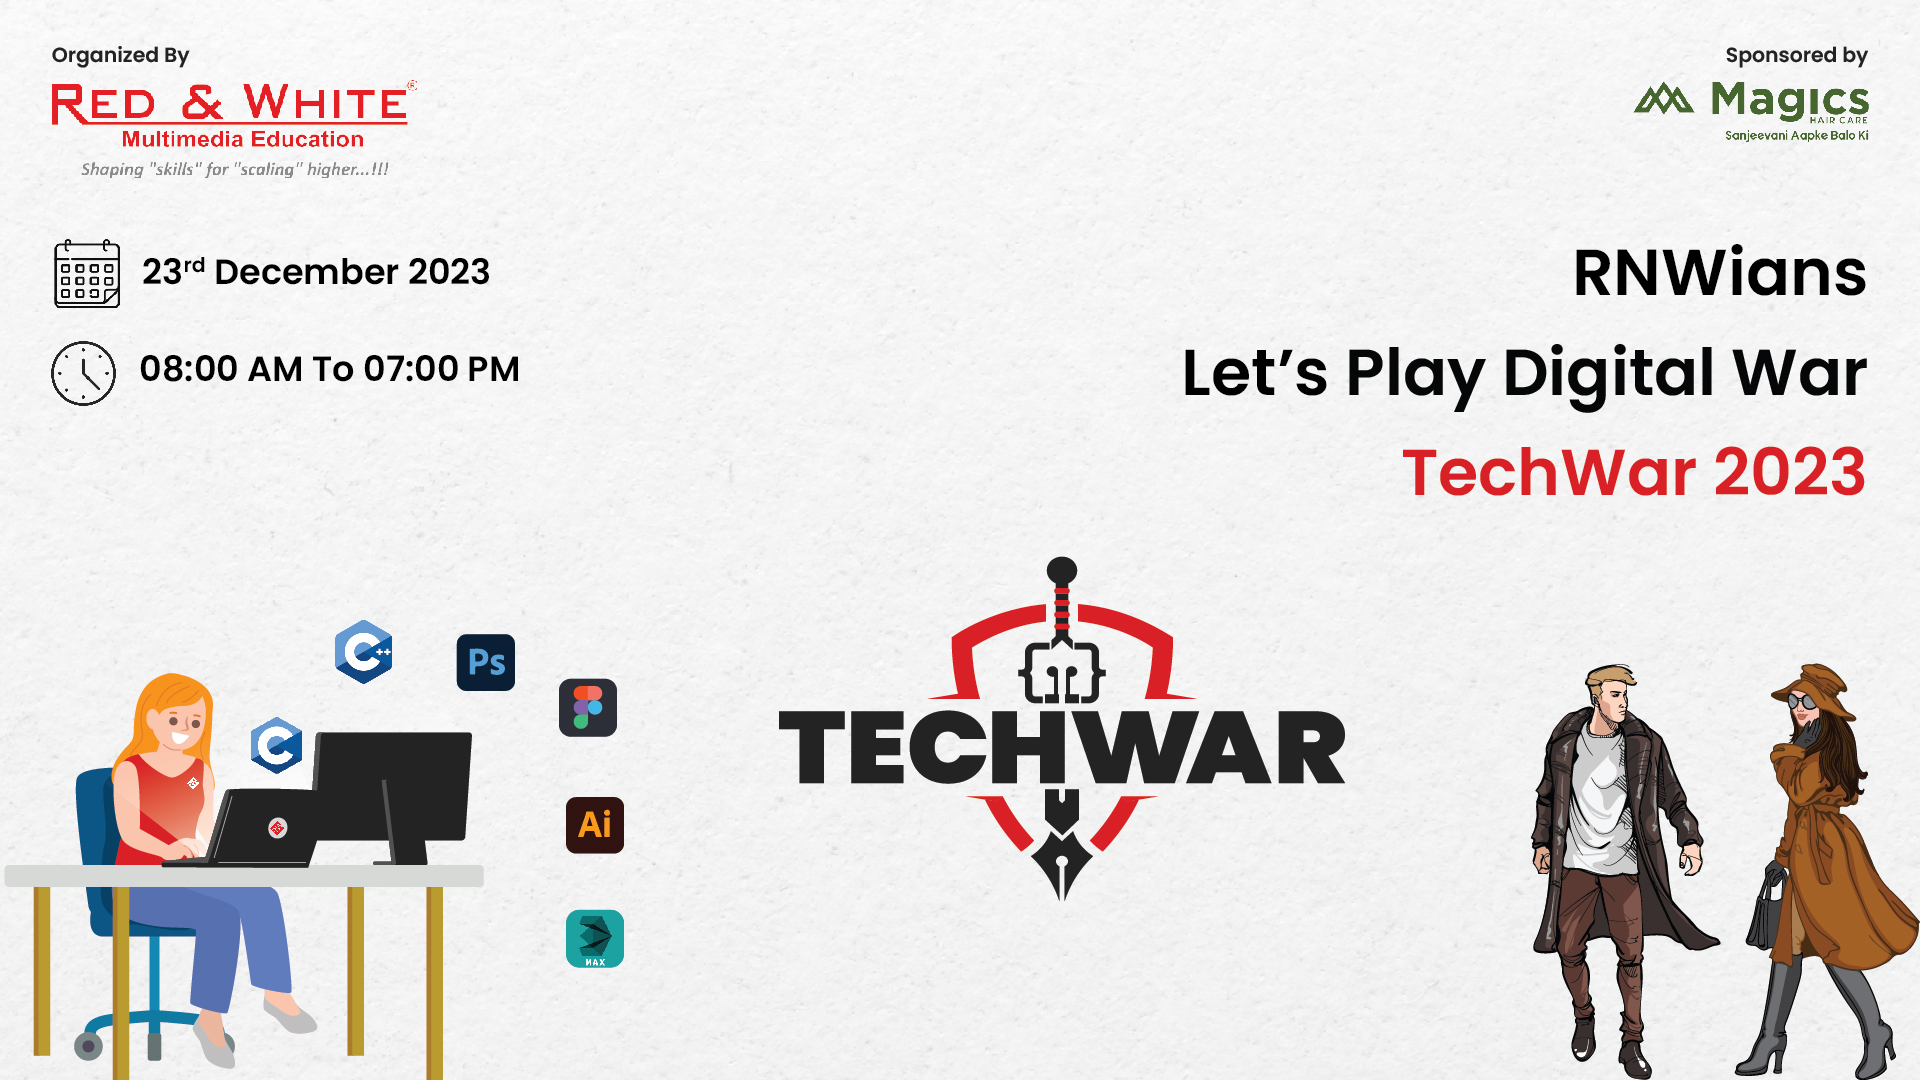 Organized By
RED & WHITE®
Multimedia Education
Shaping "skills" for "scaling" higher...!!!
Sponsored by
Magics
HAIR CARE
Sanjeevani Aapke Balo Ki
23rd December 2023
08:00 AM To 07:00 PM
RNWians
Let’s Play Digital War
TechWar 2023
C++
Ps
C
Ai
MAX
TECHWAR